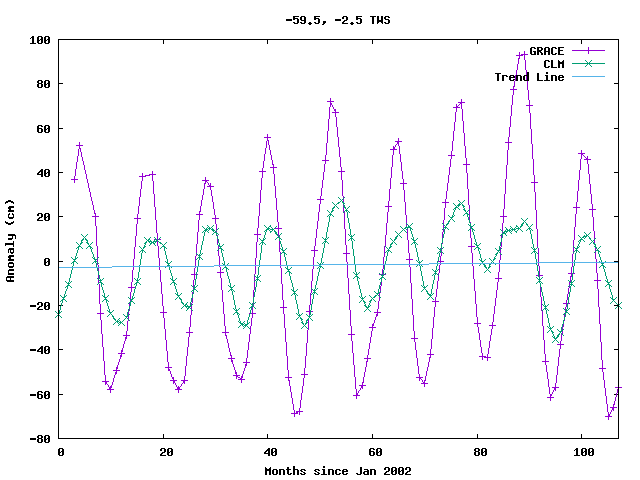 -59.5, -2.5 TWS
GRACE
CLM
Trend Line
Anomaly (cm)
100
80
60
40
20
0
-20
-40
-60
-80
0 20 40 60 80 100
Months since Jan 2002